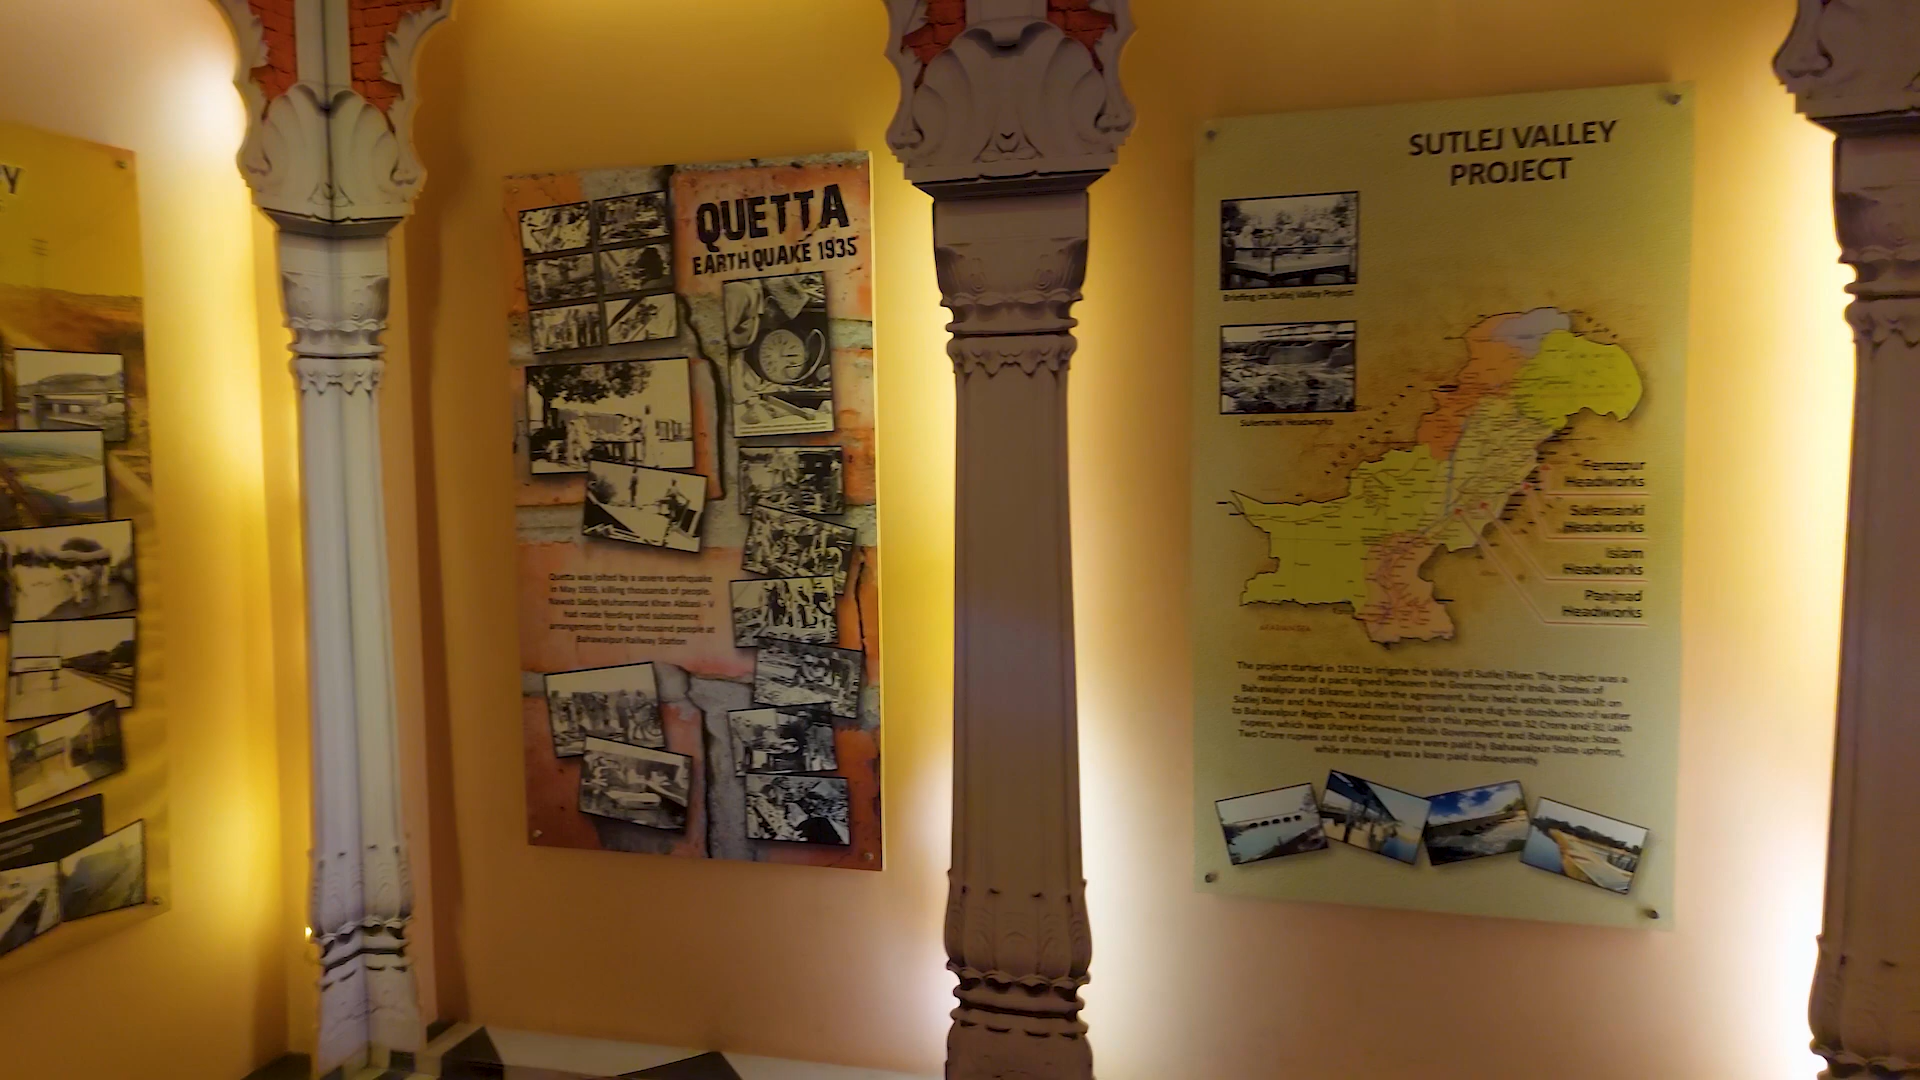 QUETTA
EARTHQUAKE 1935
Quetta was jolted by a severe earthquake
in May 1935, killing thousands of people.
Nawab Sadiq Muhammad Khan Abbasi - V
had made feeding and subsistence
arrangements for four thousand people at
Bahawalpur Railway Station
SUTLEJ VALLEY
PROJECT
Briefing on Sutlej Valley Project
Sulemanki Headworks
Ferozpur
Headworks
Sulemanki
Headworks
Islam
Headworks
Panjnad
Headworks
ARABIAN SEA
The project started in 1921 to irrigate the Valley of Sutlej River. The project was a
realization of a pact signed between the Government of India, States of
Bahawalpur and Bikaner. Under the agreement, four head works were built on
Sutlej River and five thousand miles long canals were dug for distribution of water
to Bahawalpur Region. The amount spent on this project was 32 Crore and 31 Lakh
rupees, which was shared between British Government and Bahawalpur State.
Two Crore rupees out of the total share were paid by Bahawalpur State upfront,
while remaining was a loan paid subsequently.